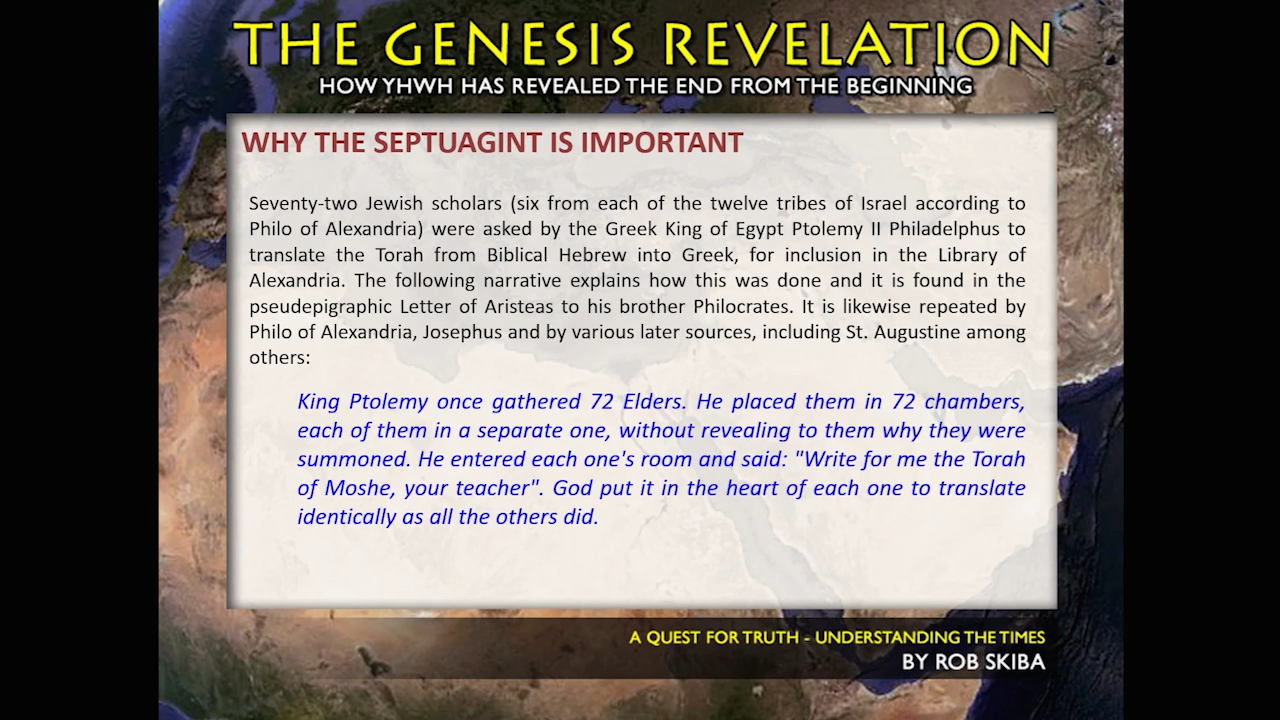 THE GENESIS REVELATION
HOW YHWH HAS REVEALED THE END FROM THE BEGINNING
WHY THE SEPTUAGINT IS IMPORTANT
Seventy-two Jewish scholars (six from each of the twelve tribes of Israel according to
Philo of Alexandria) were asked by the Greek King of Egypt Ptolemy II Philadelphus to
translate the Torah from Biblical Hebrew into Greek, for inclusion in the Library of
Alexandria. The following narrative explains how this was done and it is found in the
pseudepigraphic Letter of Aristeas to his brother Philocrates. It is likewise repeated by
Philo of Alexandria, Josephus and by various later sources, including St. Augustine among
others:
King Ptolemy once gathered 72 Elders. He placed them in 72 chambers,
each of them in a separate one, without revealing to them why they were
summoned. He entered each one's room and said: "Write for me the Torah
of Moshe, your teacher". God put it in the heart of each one to translate
identically as all the others did.
A QUEST FOR TRUTH - UNDERSTANDING THE TIMES
BY ROB SKIBA